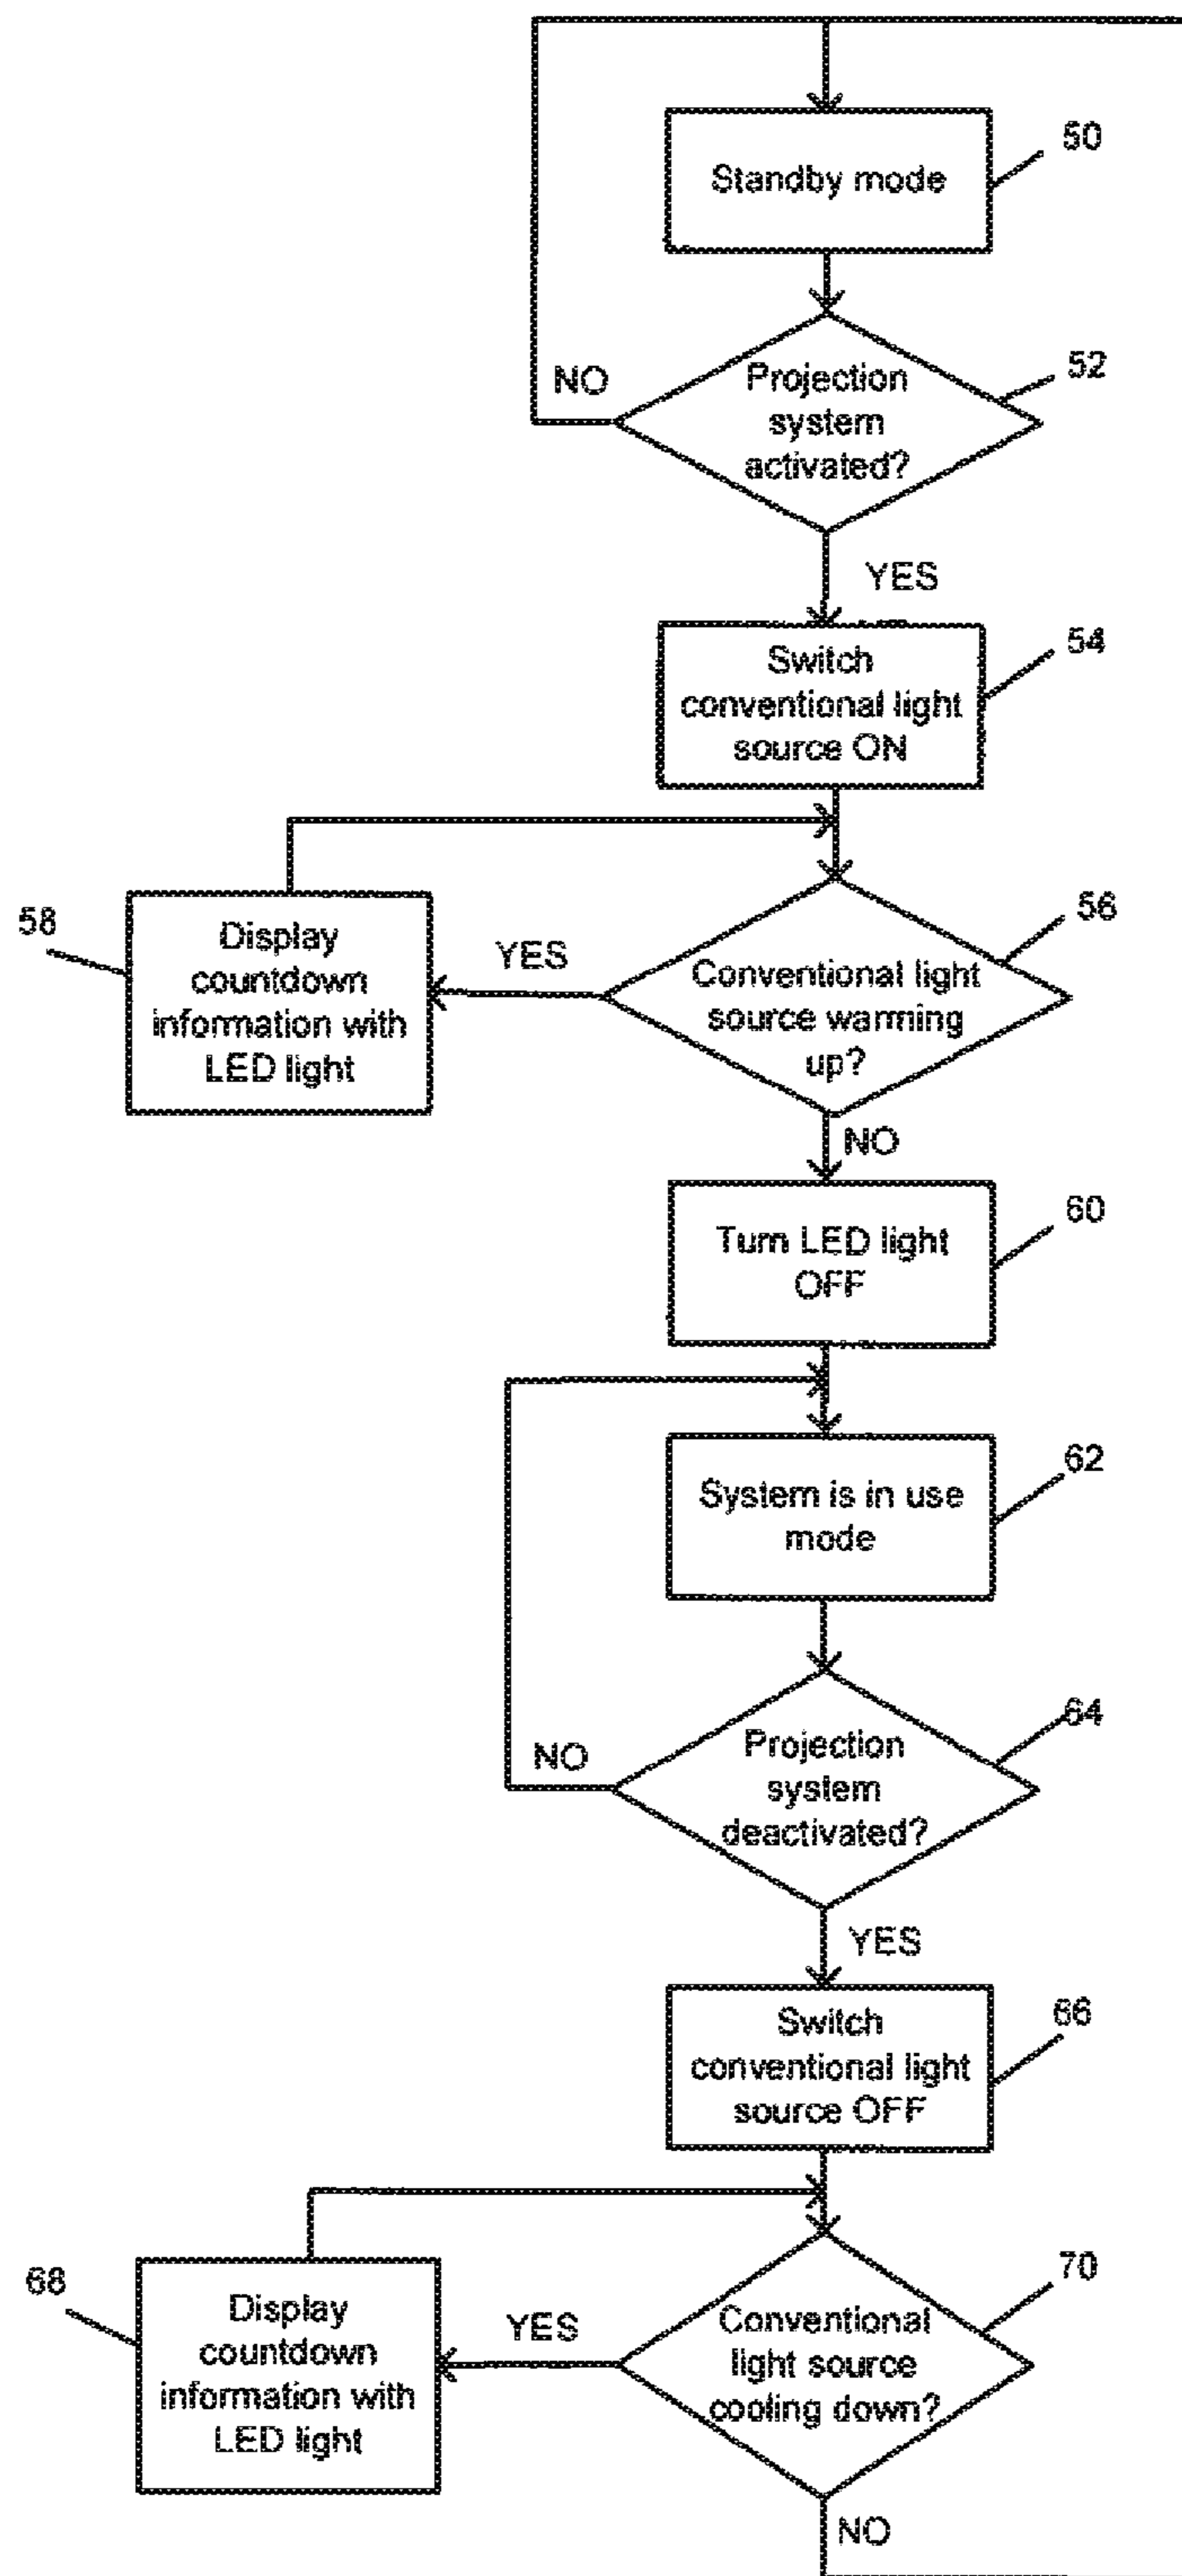 50
Standby mode
52
NO
Projection
system
activated?
YES
54
Switch
conventional light
source ON
58
Display
countdown
information with
LED light
YES
56
Conventional light
source warming
up?
NO
60
Turn LED light
OFF
62
System is in use
mode
64
NO
Projection
system
deactivated?
YES
66
Switch
conventional light
source OFF
68
Display
countdown
information with
LED light
YES
70
Conventional
light source
cooling down?
NO